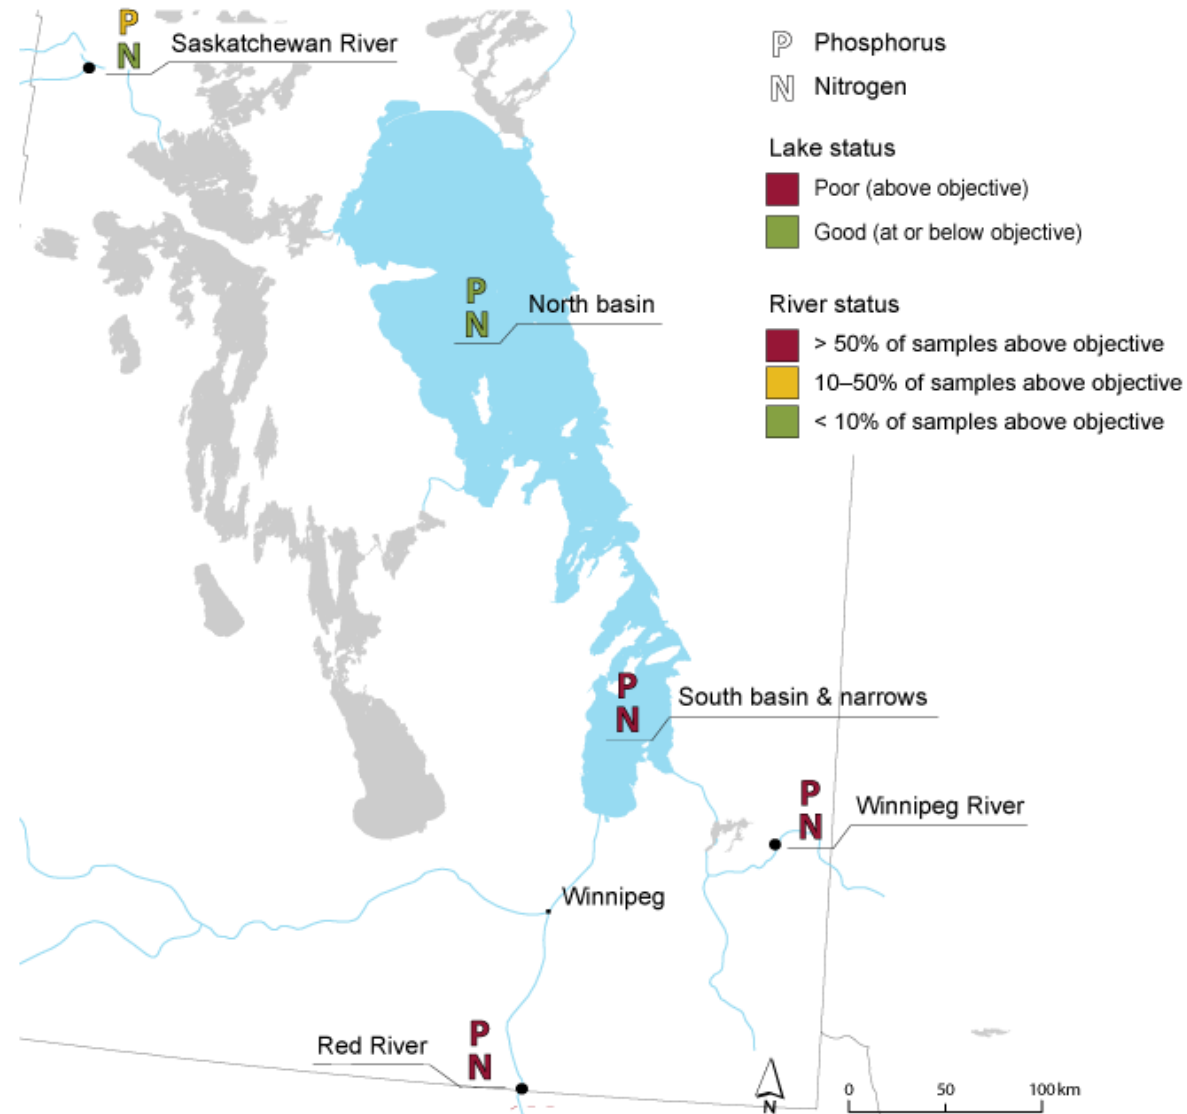 P
N
Saskatchewan River
P Phosphorus
N Nitrogen
Lake status
Poor (above objective)
Good (at or below objective)
River status
> 50% of samples above objective
10–50% of samples above objective
< 10% of samples above objective
P
N
North basin
P
N
South basin & narrows
P
N
Winnipeg River
Winnipeg
P
N
Red River
N
0 50 100 km